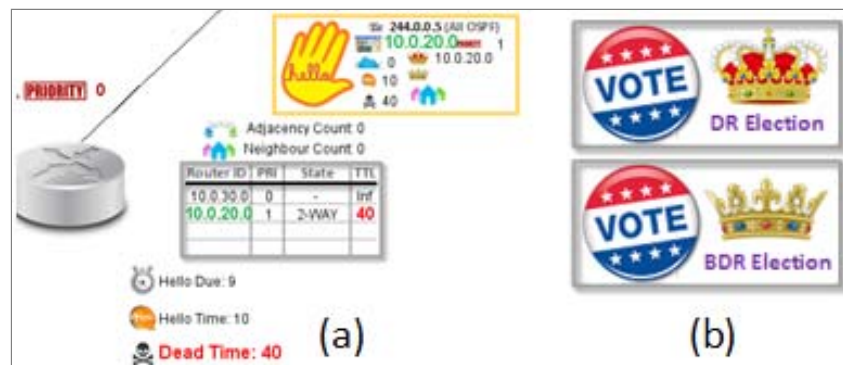 244.0.0.5 (All OSPF)
10.0.20.0 PRIORITY 1
hello
0 10.0.20.0
10
40
PRIORITY 0
Adjacency Count 0
Neighbour Count 0
Router ID PRI State TTL
10.0.30.0 0 - Inf
10.0.20.0 1 2-WAY 40
Hello Due: 9
Hello Time: 10
Dead Time: 40
(a)
VOTE
DR Election
VOTE
BDR Election
(b)